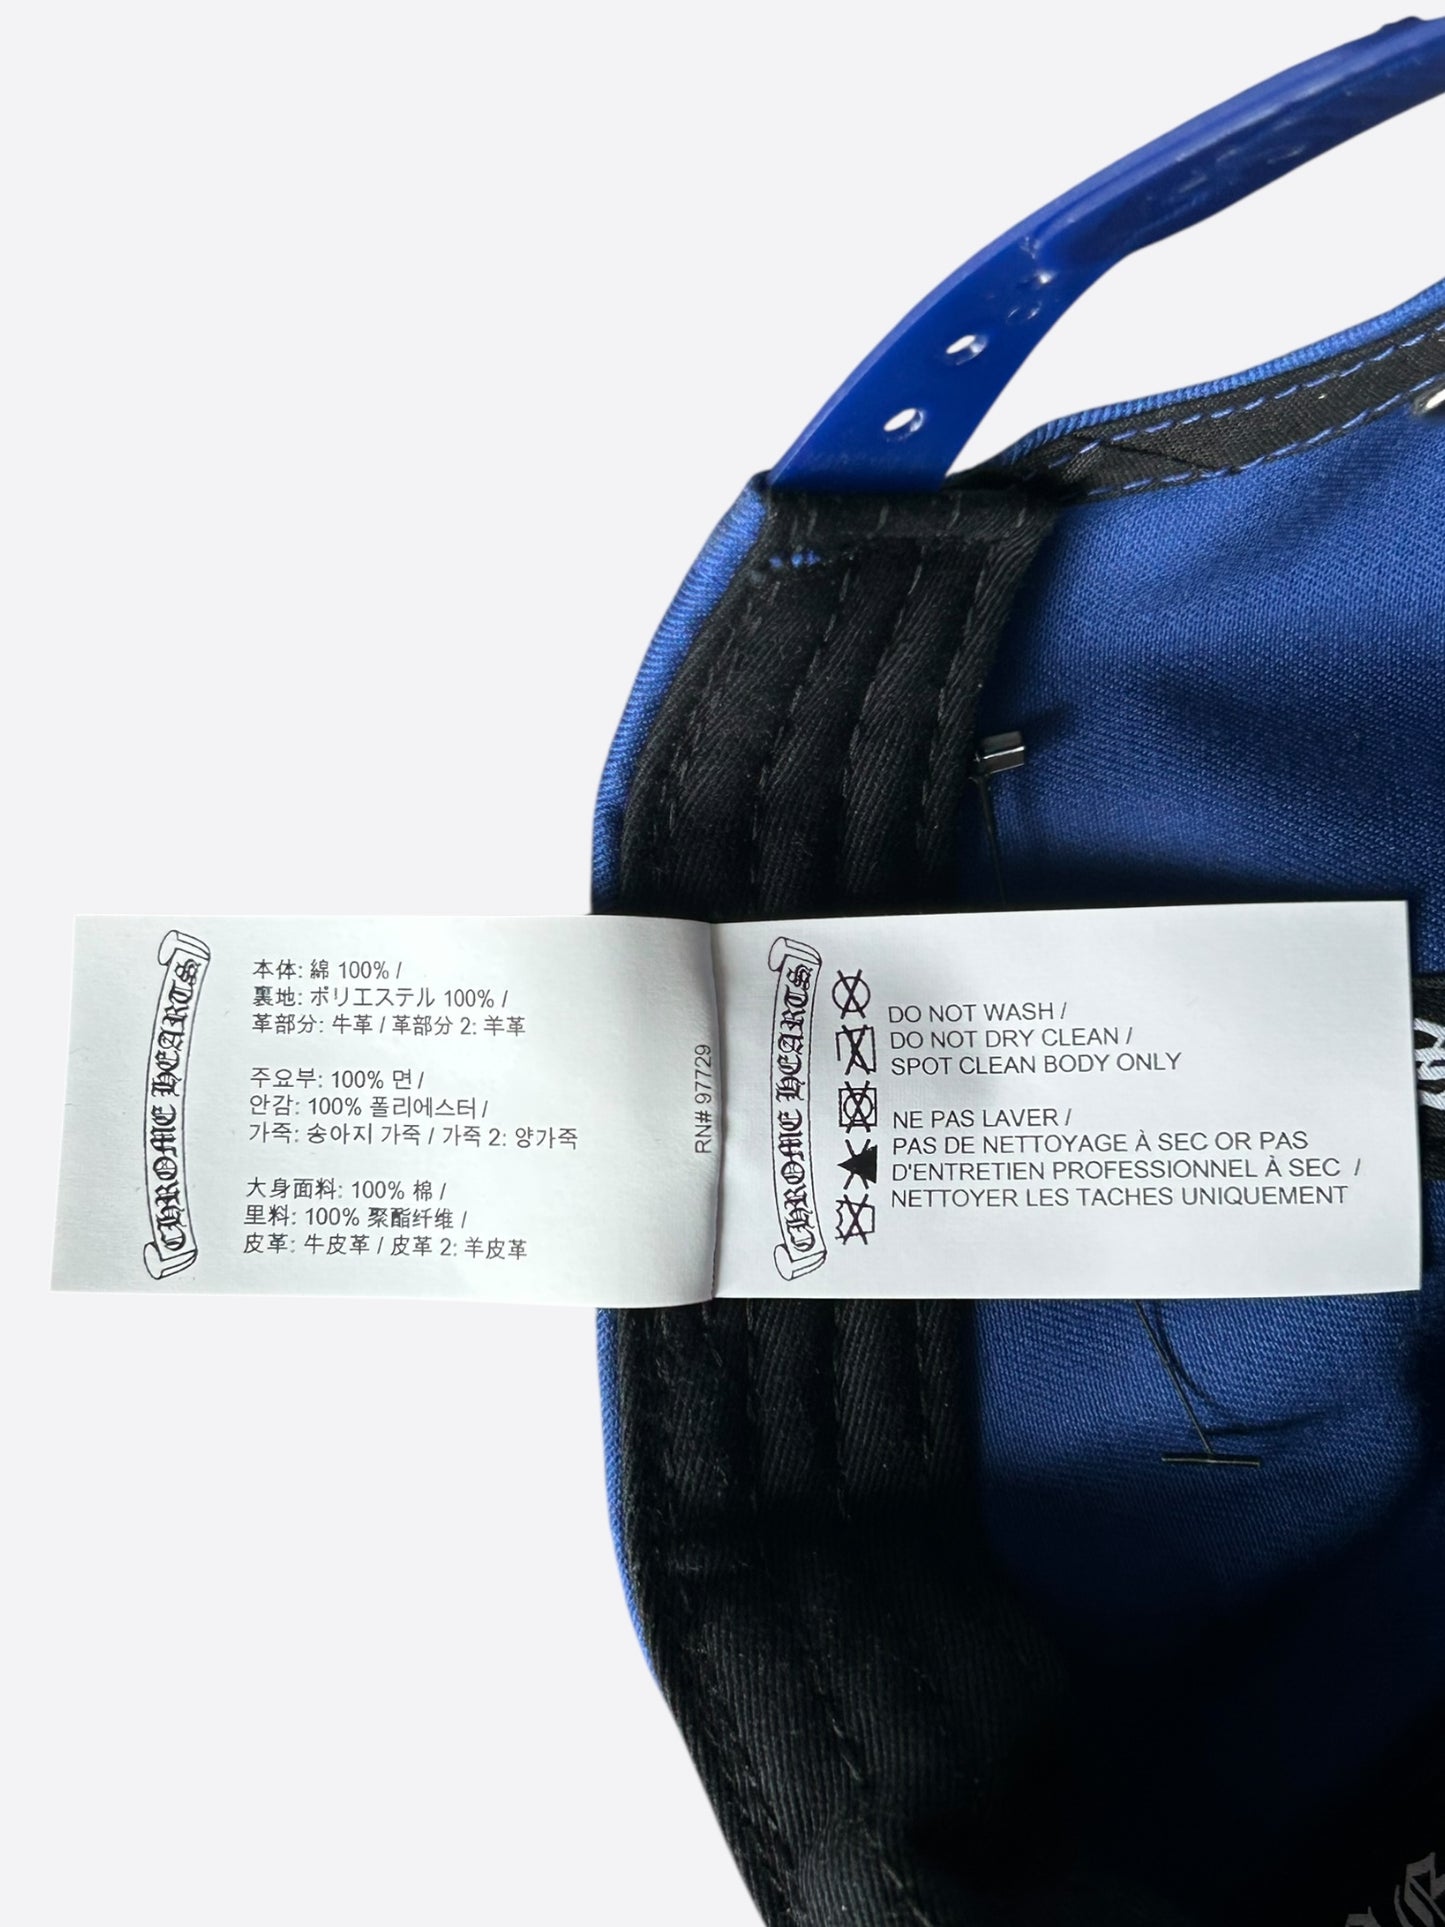 CHROME HEARTS
本体: 綿 100% /
裏地: ポリエステル 100% /
革部分: 牛革 / 革部分 2: 羊革
주요부: 100% 면 /
안감: 100% 폴리에스터 /
가죽: 송아지 가죽 / 가죽 2: 양가죽
大身面料: 100% 棉 /
里料: 100% 聚酯纤维 /
皮革: 牛皮革 / 皮革 2: 羊皮革
RN# 97729
CHROME HEARTS
DO NOT WASH /
DO NOT DRY CLEAN /
SPOT CLEAN BODY ONLY
NE PAS LAVER /
PAS DE NETTOYAGE À SEC OR PAS
D'ENTRETIEN PROFESSIONNEL À SEC /
NETTOYER LES TACHES UNIQUEMENT